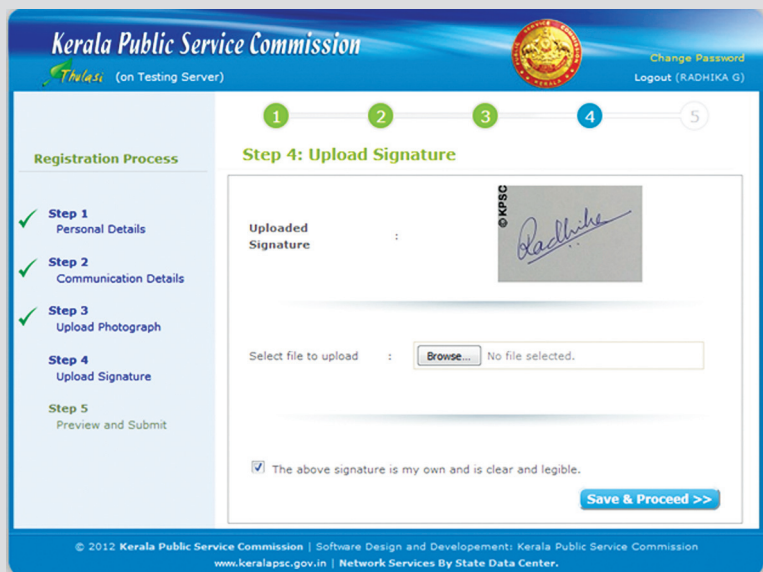 Kerala Public Service Commission
Thulasi (on Testing Server)
Change Password
Logout (RADHIKA G)
1 2 3 4 5
Registration Process
Step 1
Personal Details
Step 2
Communication Details
Step 3
Upload Photograph
Step 4
Upload Signature
Step 5
Preview and Submit
Step 4: Upload Signature
Uploaded
Signature :
©KPSC
Radhika
Select file to upload : Browse... No file selected.
The above signature is my own and is clear and legible.
Save & Proceed >>
© 2012 Kerala Public Service Commission | Software Design and Developement: Kerala Public Service Commission
www.keralapsc.gov.in | Network Services By State Data Center.